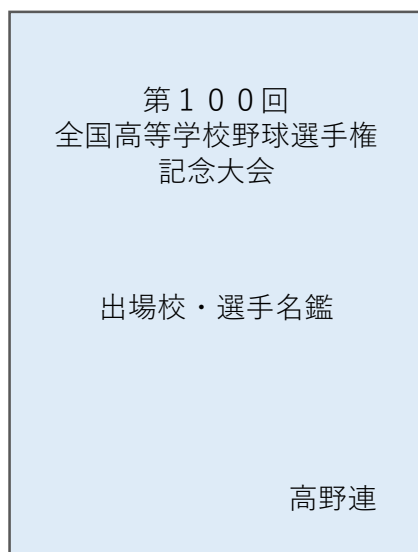 第１００回
全国高等学校野球選手権
記念大会
出場校・選手名鑑
高野連